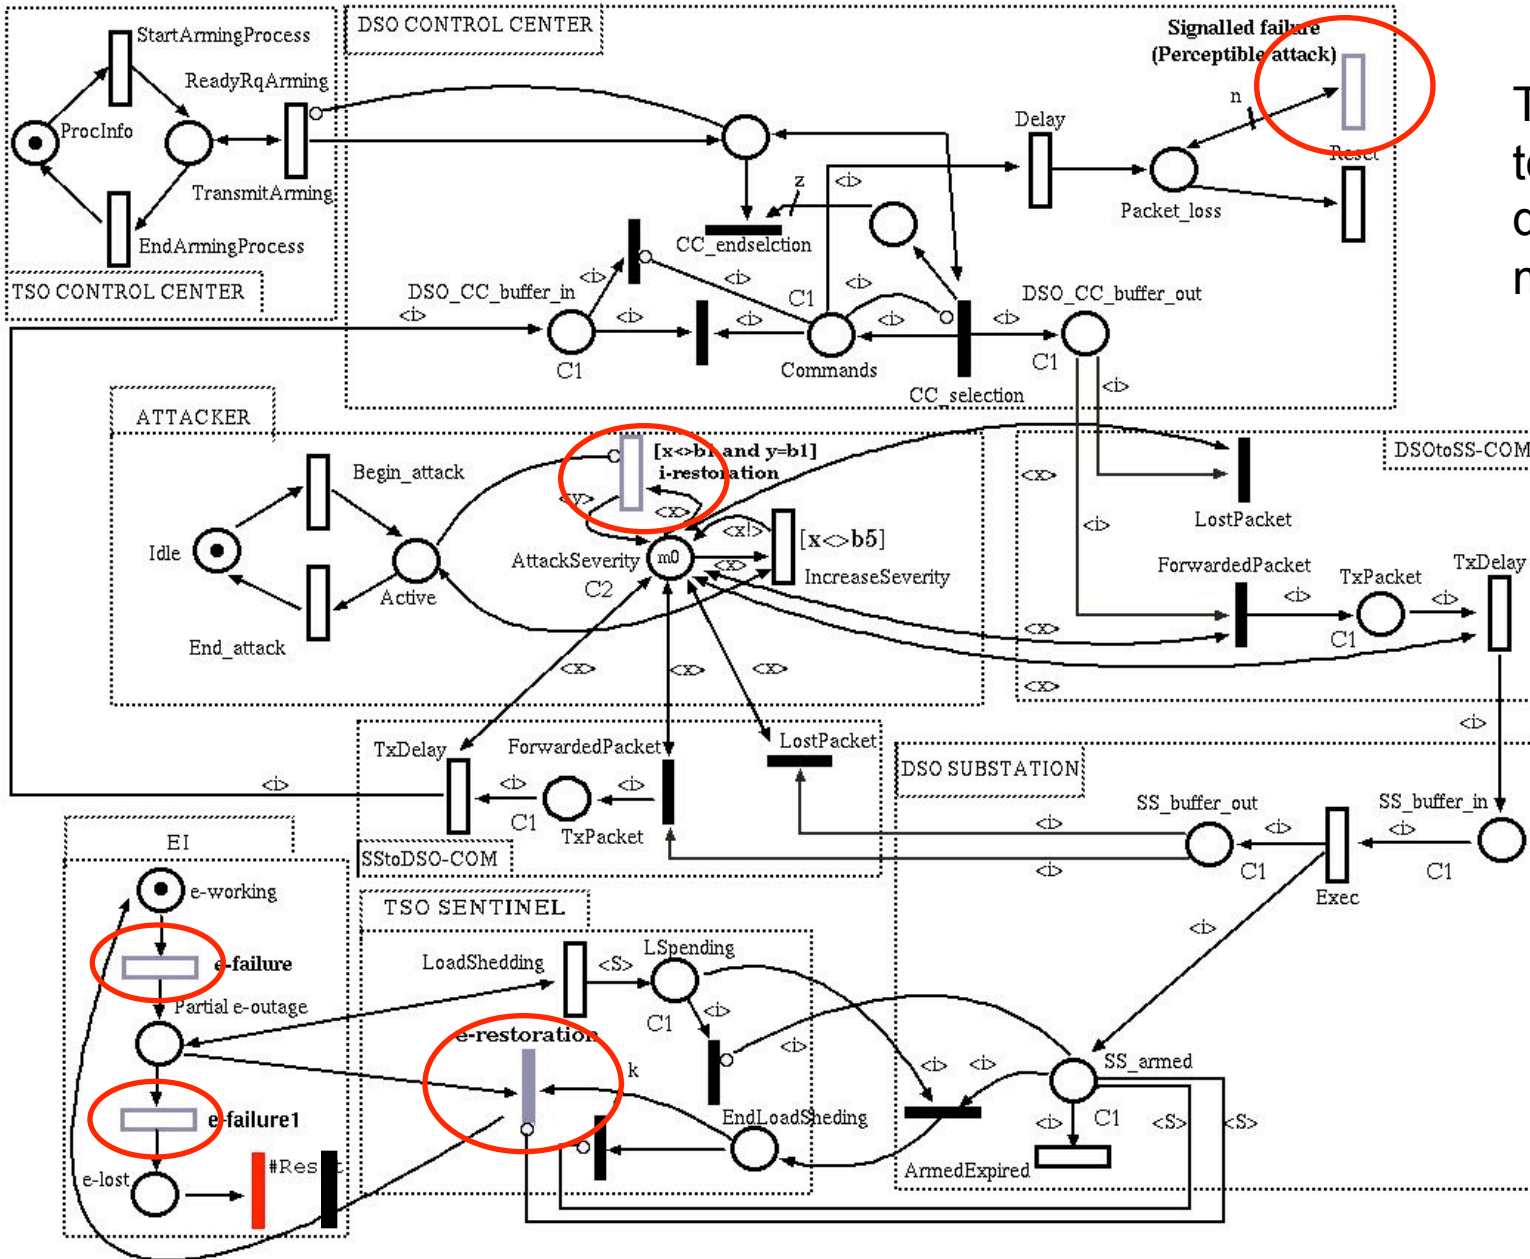 DSO CONTROL CENTER
Signalled failure
(Perceptible attack)
StartArmingProcess
ReadyRqArming
ProcInfo
TransmitArming
EndArmingProcess
TSO CONTROL CENTER
n
Delay
Reset
Packet_loss
<i>
z
CC_endselction
<i>
<i>
<i>
DSO_CC_buffer_in
C1
DSO_CC_buffer_out
<i>
<i>
<i>
<i>
<i>
C1
Commands
C1
CC_selection
<i>
ATTACKER
DSOtoSS-COM
[x<>b1 and y=b1]
i-restoration
Begin_attack
<y>
<x>
<x!>
[x<>b5]
<x>
LostPacket
<i>
Idle
AttackSeverity
m0
<x>
IncreaseSeverity
C2
Active
End_attack
ForwardedPacket
TxPacket
TxDelay
<i>
<i>
C1
<x>
<x>
<x>
<x>
<x>
<i>
TxDelay
ForwardedPacket
LostPacket
DSO SUBSTATION
<i>
<i>
<i>
C1
TxPacket
SStoDSO-COM
SS_buffer_out
SS_buffer_in
<i>
<i>
<i>
<i>
C1
C1
Exec
EI
e-working
TSO SENTINEL
<i>
LoadShedding
<S>
LSpending
e-failure
Partial e-outage
<i>
C1
e-restoration
<i>
k
<i>
<i>
SS_armed
e-failure1
EndLoadSheding
<i>
C1
<S>
<S>
ArmedExpired
e-lost